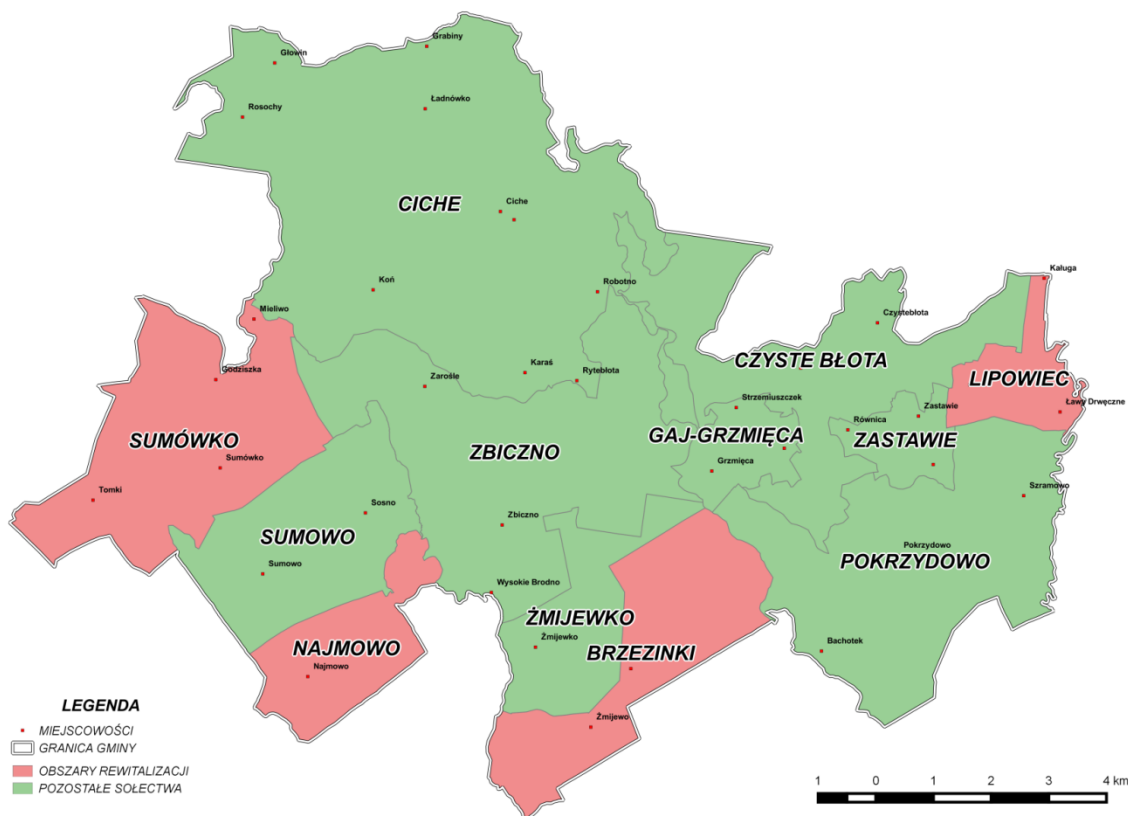 Grabiny
Głowin
Ładnówko
Rosochy
CICHE
Ciche
Kaługa
Koń
Robotno
Mieliwo
Czystebłota
CZYSTE BŁOTA
Karaś
Godziszka
Rytebłota
LIPOWIEC
Zarośle
Strzemiuszczek
Zastawie
Ławy Drwęczne
Równica
SUMÓWKO
GAJ-GRZMIĘCA
ZASTAWIE
ZBICZNO
Sumówko
Grzmięca
Tomki
Szramowo
Sosno
Zbiczno
SUMOWO
Pokrzydowo
POKRZYDOWO
Sumowo
Wysokie Brodno
ŻMIJEWKO
Żmijewko
NAJMOWO
BRZEZINKI
Bachotek
Najmowo
Żmijewo
LEGENDA
MIEJSCOWOŚCI
GRANICA GMINY
OBSZARY REWITALIZACJI
POZOSTAŁE SOŁECTWA
1 0 1 2 3 4 km